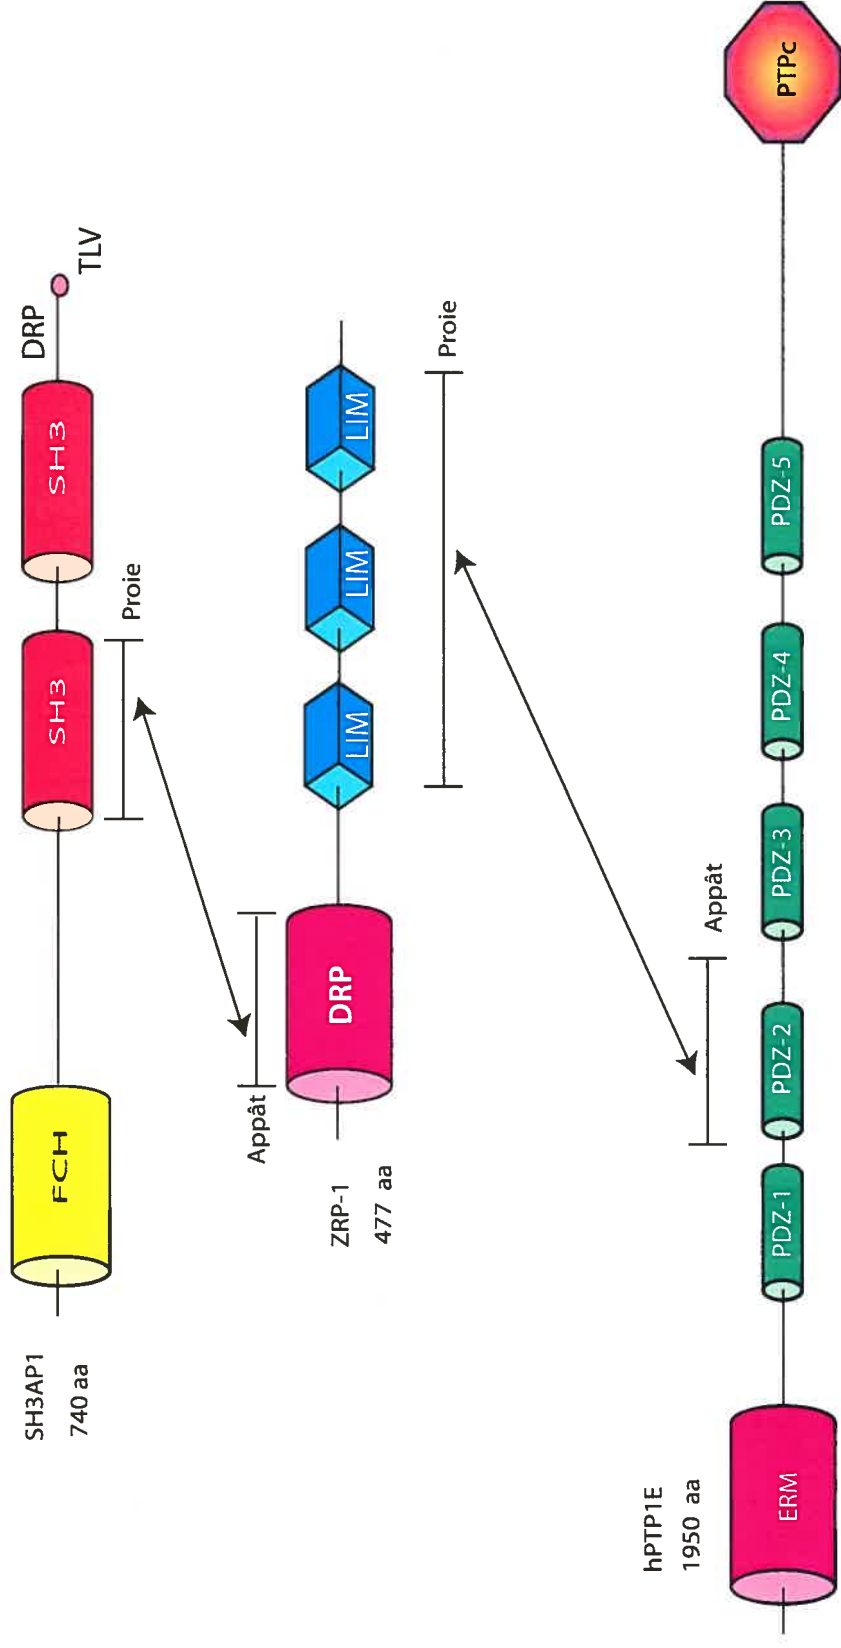 SH3AP1
740 aa
FCH
SH3
SH3
DRP
TLV
Proie
Appât
ZRP-1
477 aa
DRP
LIM
LIM
LIM
Proie
Appât
hPTP1E
1950 aa
ERM
PDZ-1
PDZ-2
PDZ-3
PDZ-4
PDZ-5
PTPc